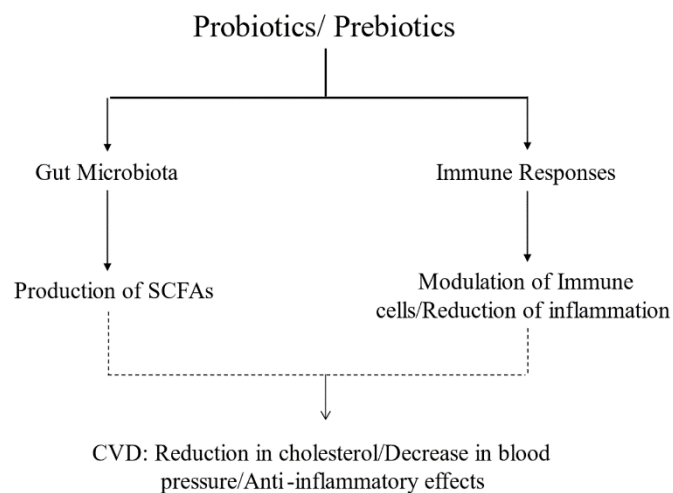 Probiotics/ Prebiotics
Gut Microbiota
Immune Responses
Production of SCFAs
Modulation of Immune
cells/Reduction of inflammation
CVD: Reduction in cholesterol/Decrease in blood
pressure/Anti-inflammatory effects